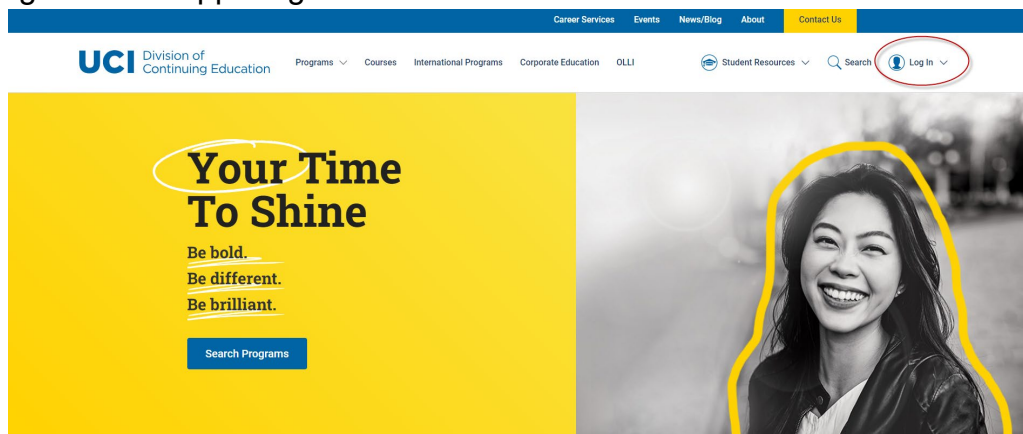 Career Services Events News/Blog About Contact Us
UCI Division of
Continuing Education
Programs Courses International Programs Corporate Education OLLI Student Resources Search Log In
Your Time
To Shine
Be bold.
Be different.
Be brilliant.
Search Programs